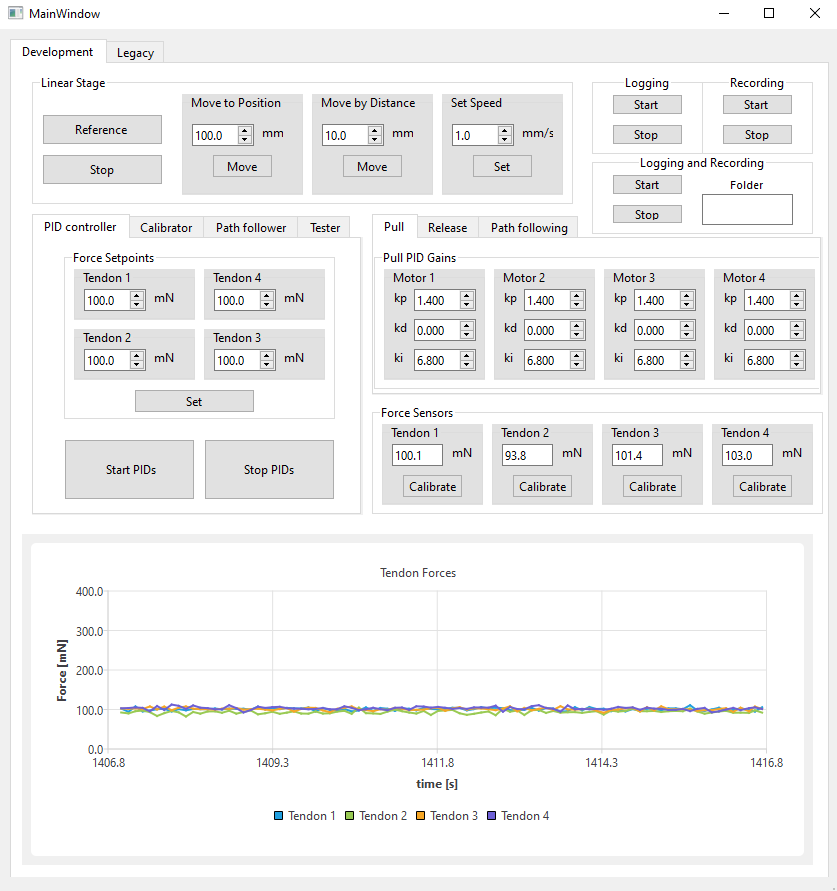 MainWindow
Development Legacy
Linear Stage
Reference
Stop
Move to Position
100.0 mm
Move
Move by Distance
10.0 mm
Move
Set Speed
1.0 mm/s
Set
Logging
Start
Stop
Recording
Start
Stop
Logging and Recording
Start
Stop
Folder
PID controller Calibrator Path follower Tester
Force Setpoints
Tendon 1
100.0 mN
Tendon 4
100.0 mN
Tendon 2
100.0 mN
Tendon 3
100.0 mN
Set
Start PIDs
Stop PIDs
Pull Release Path following
Pull PID Gains
Motor 1
kp 1.400
kd 0.000
ki 6.800
Motor 2
kp 1.400
kd 0.000
ki 6.800
Motor 3
kp 1.400
kd 0.000
ki 6.800
Motor 4
kp 1.400
kd 0.000
ki 6.800
Force Sensors
Tendon 1
100.1 mN
Calibrate
Tendon 2
93.8 mN
Calibrate
Tendon 3
101.4 mN
Calibrate
Tendon 4
103.0 mN
Calibrate
Tendon Forces
Force [mN]
400.0
300.0
200.0
100.0
0.0
1406.8 1409.3 1411.8 1414.3 1416.8
time [s]
Tendon 1 Tendon 2 Tendon 3 Tendon 4